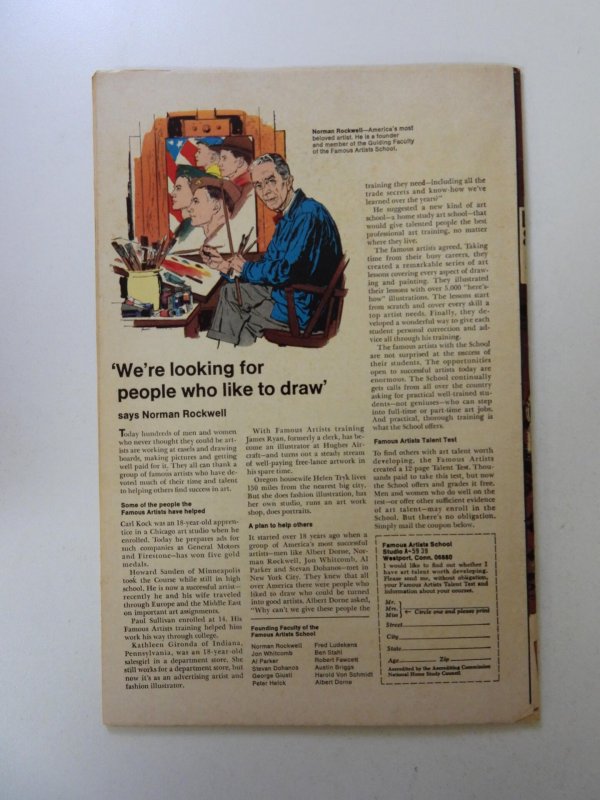 Norman Rockwell—America's most
beloved artist. He is a founder
and member of the Guiding Faculty
of the Famous Artists School.
'We're looking for
people who like to draw'
says Norman Rockwell
Today hundreds of men and women
who never thought they could be art-
ists are working at easels and drawing
boards, making pictures and getting
well paid for it. They all can thank a
group of famous artists who have de-
voted much of their time and talent
to helping others find success in art.
Some of the people the
Famous Artists have helped
Carl Kock was an 18-year-old appren-
tice in a Chicago art studio when he
enrolled. Today he prepares ads for
such companies as General Motors
and Firestone—has won five gold
medals.
Howard Sanden of Minneapolis
took the Course while still in high
school. He is now a successful artist—
recently he and his wife traveled
through Europe and the Middle East
on important art assignments.
Paul Sullivan enrolled at 14. His
Famous Artists training helped him
work his way through college.
Kathleen Gironda of Indiana,
Pennsylvania, was an 18-year-old
salesgirl in a department store. She
still works for a department store, but
now it's as an advertising artist and
fashion illustrator.
With Famous Artists training
James Ryan, formerly a clerk, has be-
come an illustrator at Hughes Air-
craft—and turns out a steady stream
of well-paying free-lance artwork in
his spare time.
Oregon housewife Helen Tryk lives
150 miles from the nearest big city.
But she does fashion illustration, has
her own studio, runs an art work
shop, does portraits.
A plan to help others
It started over 18 years ago when a
group of America's most successful
artists—men like Albert Dorne, Nor-
man Rockwell, Jon Whitcomb, Al
Parker and Stevan Dohanos—met in
New York City. They knew that all
over America there were people who
liked to draw who could be turned
into good artists. Albert Dorne asked,
"Why can't we give these people the
Founding Faculty of the
Famous Artists School
Norman Rockwell
Jon Whitcomb
Al Parker
Stevan Dohanos
George Giusti
Peter Helck
Fred Ludekens
Ben Stahl
Robert Fawcett
Austin Briggs
Harold Von Schmidt
Albert Dorne
training they need—including all the
trade secrets and know-how we've
learned over the years?"
He suggested a new kind of art
school—a home study art school—that
would give talented people the best
professional art training, no matter
where they live.
The famous artists agreed. Taking
time from their busy careers, they
created a remarkable series of art
lessons covering every aspect of draw-
ing and painting. They illustrated
their lessons with over 5,000 "here's-
how" illustrations. The lessons start
from scratch and cover every skill a
top artist needs. Finally, they de-
veloped a wonderful way to give each
student personal correction and ad-
vice all through his training.
The famous artists with the School
are not surprised at the success of
their students. The opportunities
open to successful artists today are
enormous. The School continually
gets calls from all over the country
asking for practical well-trained stu-
dents—not geniuses—who can step
into full-time or part-time art jobs.
And practical, thorough training is
what the School offers.
Famous Artists Talent Test
To find others with art talent worth
developing, the Famous Artists
created a 12-page Talent Test. Thou-
sands paid to take this test, but now
the School offers and grades it free.
Men and women who do well on the
test—or offer other sufficient evidence
of art talent—may enroll in the
School. But there's no obligation.
Simply mail the coupon below.
Famous Artists School
Studio A-5938
Westport, Conn. 06880
I would like to find out whether I
have art talent worth developing.
Please send me, without obligation,
your Famous Artists Talent Test and
information about your courses.
Mr.
Mrs. ← Circle one and please print
Miss
Street
City
State
Age Zip
Accredited by the Accrediting Commission
National Home Study Council